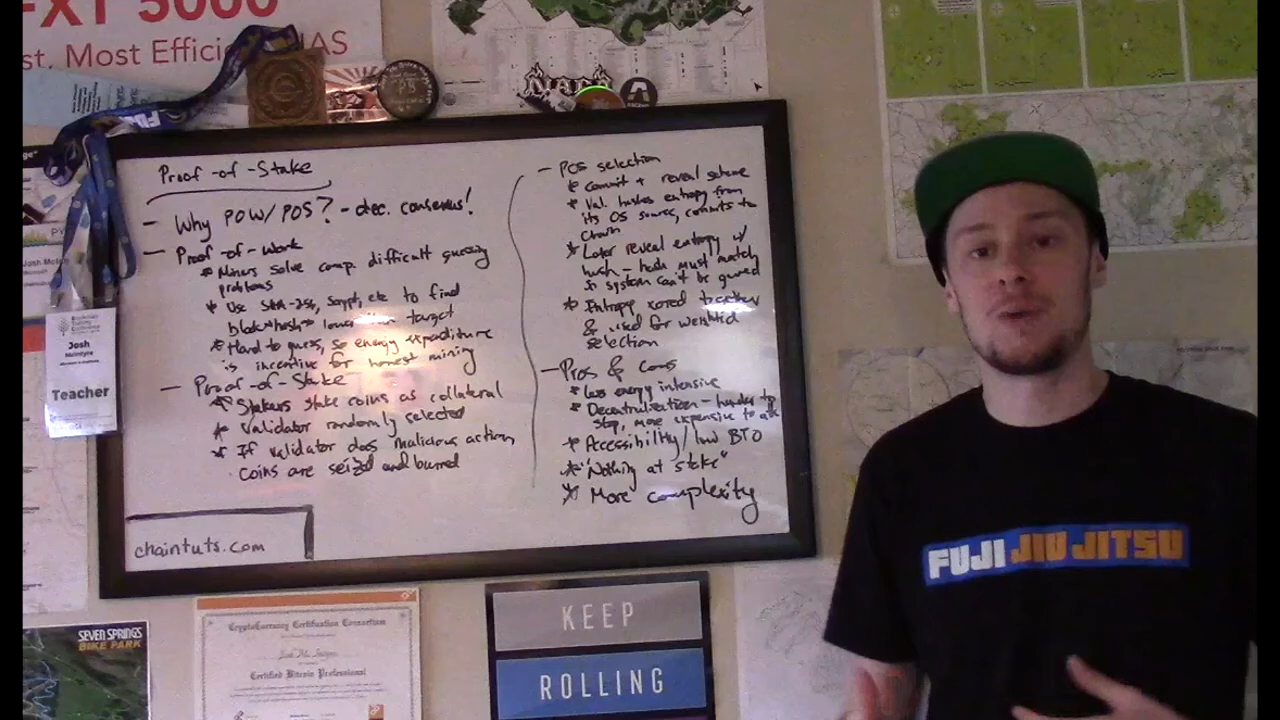 FXT 5000
st, Most Effici NAS
Proof-of-Stake
- Why POW/POS? - dec. consensus!
- Proof-of-work
* Miners solve comp. difficult guessing
problems
* Use SHA-256, Scrypt, etc to find
block hash lower than target
* Hard to guess, so energy expenditure
is incentive for honest mining
- Proof-of-Stake
* Stakers stake coins as collateral
* Validator randomly selected
* If validator does malicious action,
coins are seized and burned
chaintuts.com
- POS selection
* Commit + reveal scheme
* Val. hashes entropy from
its OS source, commits to
chain
* Later reveal entropy w/
hash - hash must match
so system can't be gamed
* Entropy xored together
& used for weighted
selection
- Pros & Cons
* Less energy intensive
* Decentralization - harder to
stop, more expensive to
* Accessibility/low BTO
* "Nothing at stake"
* More complexity
Josh
McIntyre
Teacher
FUJI JIU JITSU
SEVEN SPRINGS
BIKE PARK
CryptoCurrency Certification Consortium
Certified Bitcoin Professional
KEEP
ROLLING